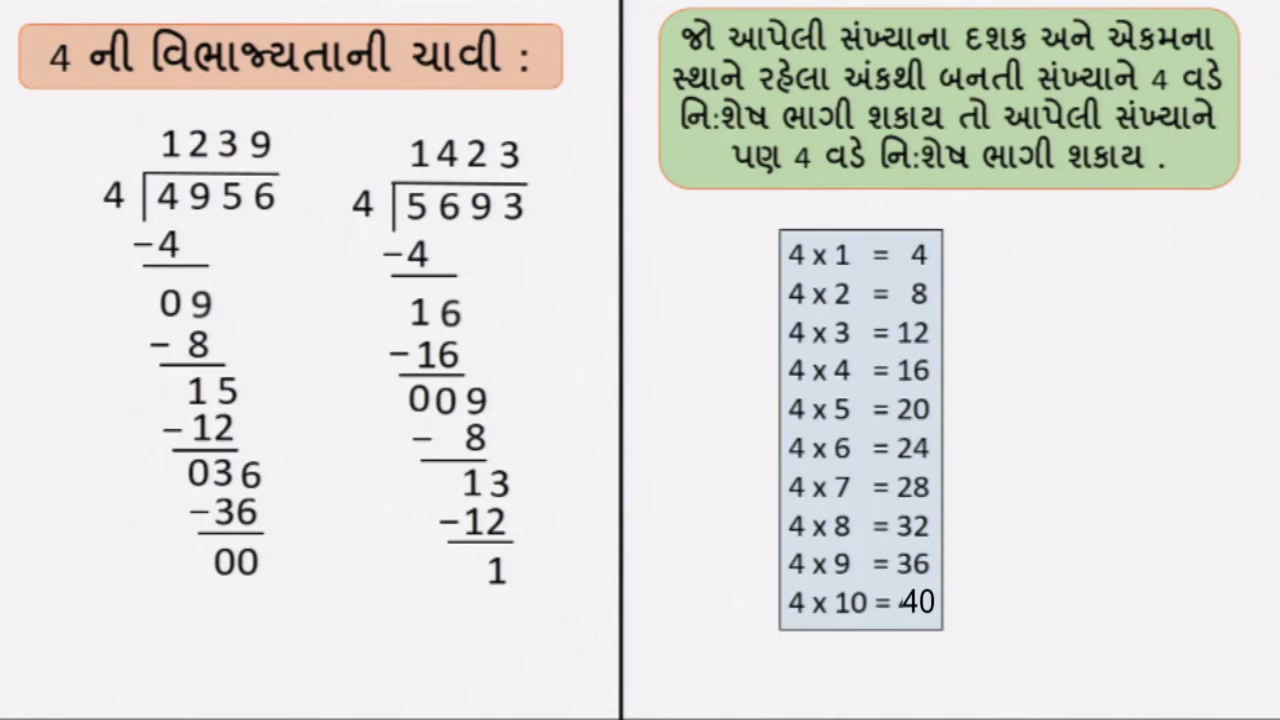 4 ની વિભાજ્યતાની ચાવી :
1239
4 4956
–4
09
– 8
15
–12
036
–36
00
1423
4 5693
–4
16
–16
009
– 8
13
–12
1
જો આપેલી સંખ્યાના દશક અને એકમના
સ્થાને રહેલા અંકથી બનતી સંખ્યાને 4 વડે
નિ:શેષ ભાગી શકાય તો આપેલી સંખ્યાને
પણ 4 વડે નિ:શેષ ભાગી શકાય .
4 x 1 = 4
4 x 2 = 8
4 x 3 = 12
4 x 4 = 16
4 x 5 = 20
4 x 6 = 24
4 x 7 = 28
4 x 8 = 32
4 x 9 = 36
4 x 10 = 40